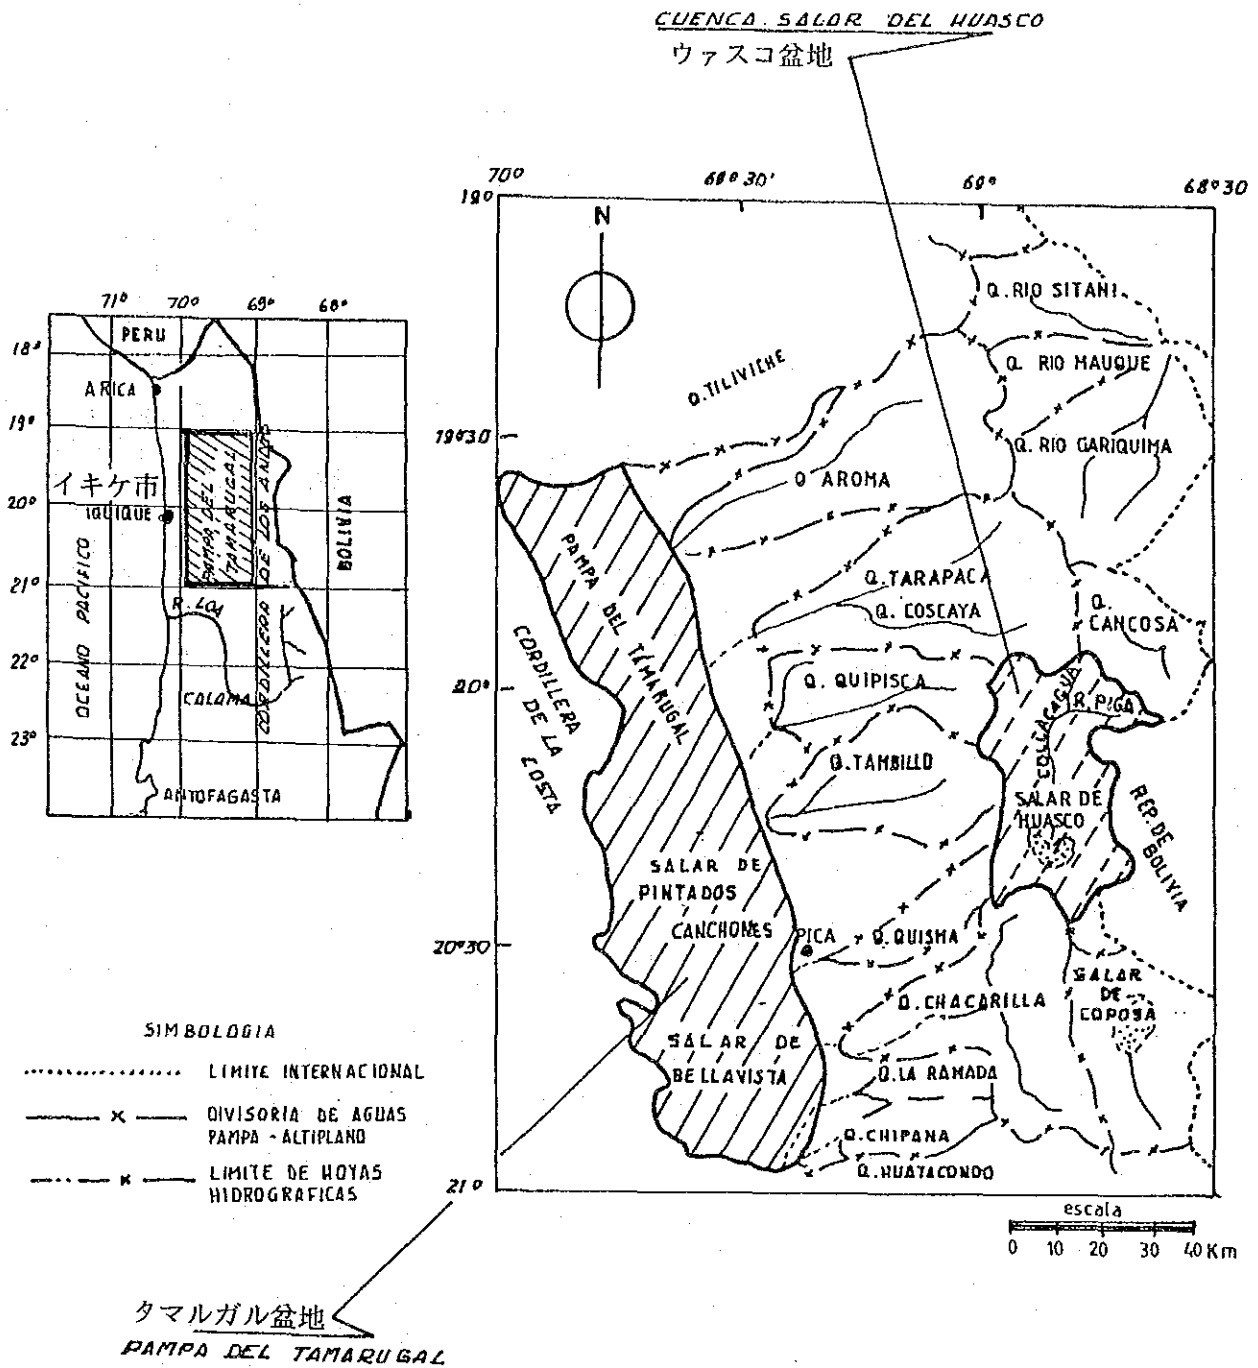 CUENCA. SALAR DEL HUASCO
ウァスコ盆地
70°
68° 30'
69°
68° 30
19°
N
Q. RIO SITANI
Q. RIO MAUQUE
Q. TILIVICHE
19°30
Q. RIO CARIQUIMA
Q AROMA
PAMPA DEL TAMARUGAL
Q. TARAPACA
Q. COSCAYA
Q.
CANCOSA
CORDILLERA
DE LA
COSTA
20°
Q. QUIPISCA
COLLACAGUA
R. PIGA
Q. TAMBILLO
SALAR DE
HUASCO
REP. DE
BOLIVIA
SALAR DE
PINTADOS
CANCHONES
20°30
PICA
Q. QUISMA
SALAR
DE
COPOSA
Q. CHACARILLA
SALAR DE
BELLAVISTA
Q. LA RAMADA
Q. CHIPANA
Q. HUATACONDO
21°
escala
0 10 20 30 40 Km
71° 70° 69° 68°
PERU
18°
ARICA
19°
イキケ市
IQUIQUE
20°
PAMPA DEL
TAMARUGAL
CORDILLERA DE LOS ANDES
BOLIVIA
OCEANO PACIFICO
21°
R. LOA
22°
CALAMA
23°
ANTOFAGASTA
SIMBOLOGIA
LIMITE INTERNACIONAL
DIVISORIA DE AGUAS
PAMPA - ALTIPLANO
LIMITE DE HOYAS
HIDROGRAFICAS
タマルガル盆地
PAMPA DEL TAMARUGAL